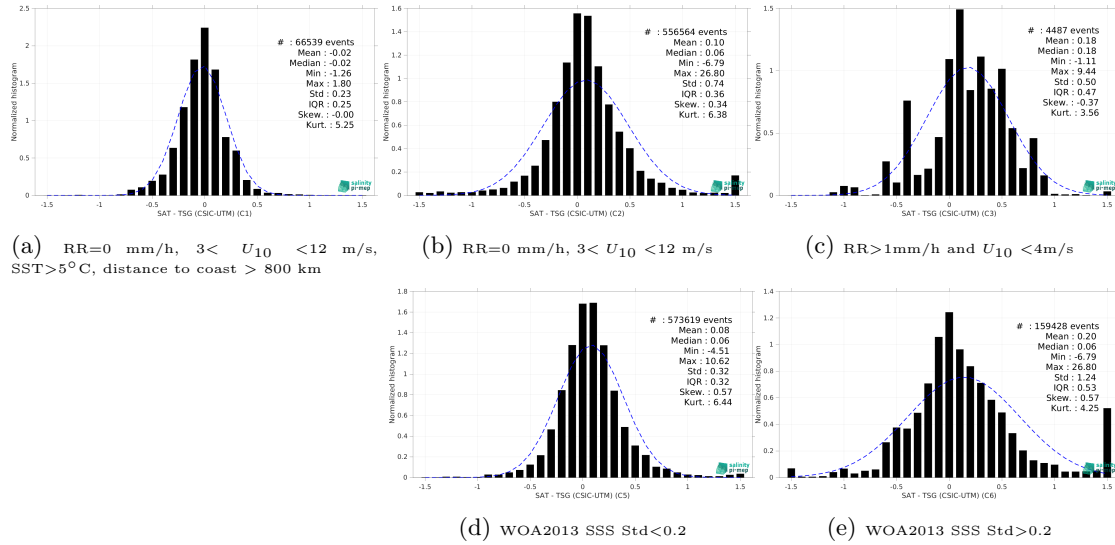 # : 66539 events
Mean : -0.02
Median : -0.02
Min : -1.26
Max : 1.80
Std : 0.23
IQR : 0.25
Skew. : -0.00
Kurt. : 5.25
Normalized histogram
2.5
2
1.5
1
0.5
0
-1.5 -1 -0.5 0 0.5 1 1.5
salinity
pi-mep
SAT - TSG (CSIC-UTM) (C1)
(a) RR=0 mm/h, 3< U10 <12 m/s,
SST>5°C, distance to coast > 800 km
# : 556564 events
Mean : 0.10
Median : 0.06
Min : -6.79
Max : 26.80
Std : 0.74
IQR : 0.36
Skew. : 0.34
Kurt. : 6.38
Normalized histogram
1.6
1.4
1.2
1
0.8
0.6
0.4
0.2
0
-1.5 -1 -0.5 0 0.5 1 1.5
salinity
pi-mep
SAT - TSG (CSIC-UTM) (C2)
(b) RR=0 mm/h, 3< U10 <12 m/s
# : 4487 events
Mean : 0.18
Median : 0.18
Min : -1.11
Max : 9.44
Std : 0.50
IQR : 0.47
Skew. : -0.37
Kurt. : 3.56
Normalized histogram
1.5
1
0.5
0
-1.5 -1 -0.5 0 0.5 1 1.5
salinity
pi-mep
SAT - TSG (CSIC-UTM) (C3)
(c) RR>1mm/h and U10 <4m/s
# : 573619 events
Mean : 0.08
Median : 0.06
Min : -4.51
Max : 10.62
Std : 0.32
IQR : 0.32
Skew. : 0.57
Kurt. : 6.44
Normalized histogram
1.8
1.6
1.4
1.2
1
0.8
0.6
0.4
0.2
0
-1.5 -1 -0.5 0 0.5 1 1.5
salinity
pi-mep
SAT - TSG (CSIC-UTM) (C5)
(d) WOA2013 SSS Std<0.2
# : 159428 events
Mean : 0.20
Median : 0.06
Min : -6.79
Max : 26.80
Std : 1.24
IQR : 0.53
Skew. : 0.57
Kurt. : 4.25
Normalized histogram
1.4
1.2
1
0.8
0.6
0.4
0.2
0
-1.5 -1 -0.5 0 0.5 1 1.5
salinity
pi-mep
SAT - TSG (CSIC-UTM) (C6)
(e) WOA2013 SSS Std>0.2